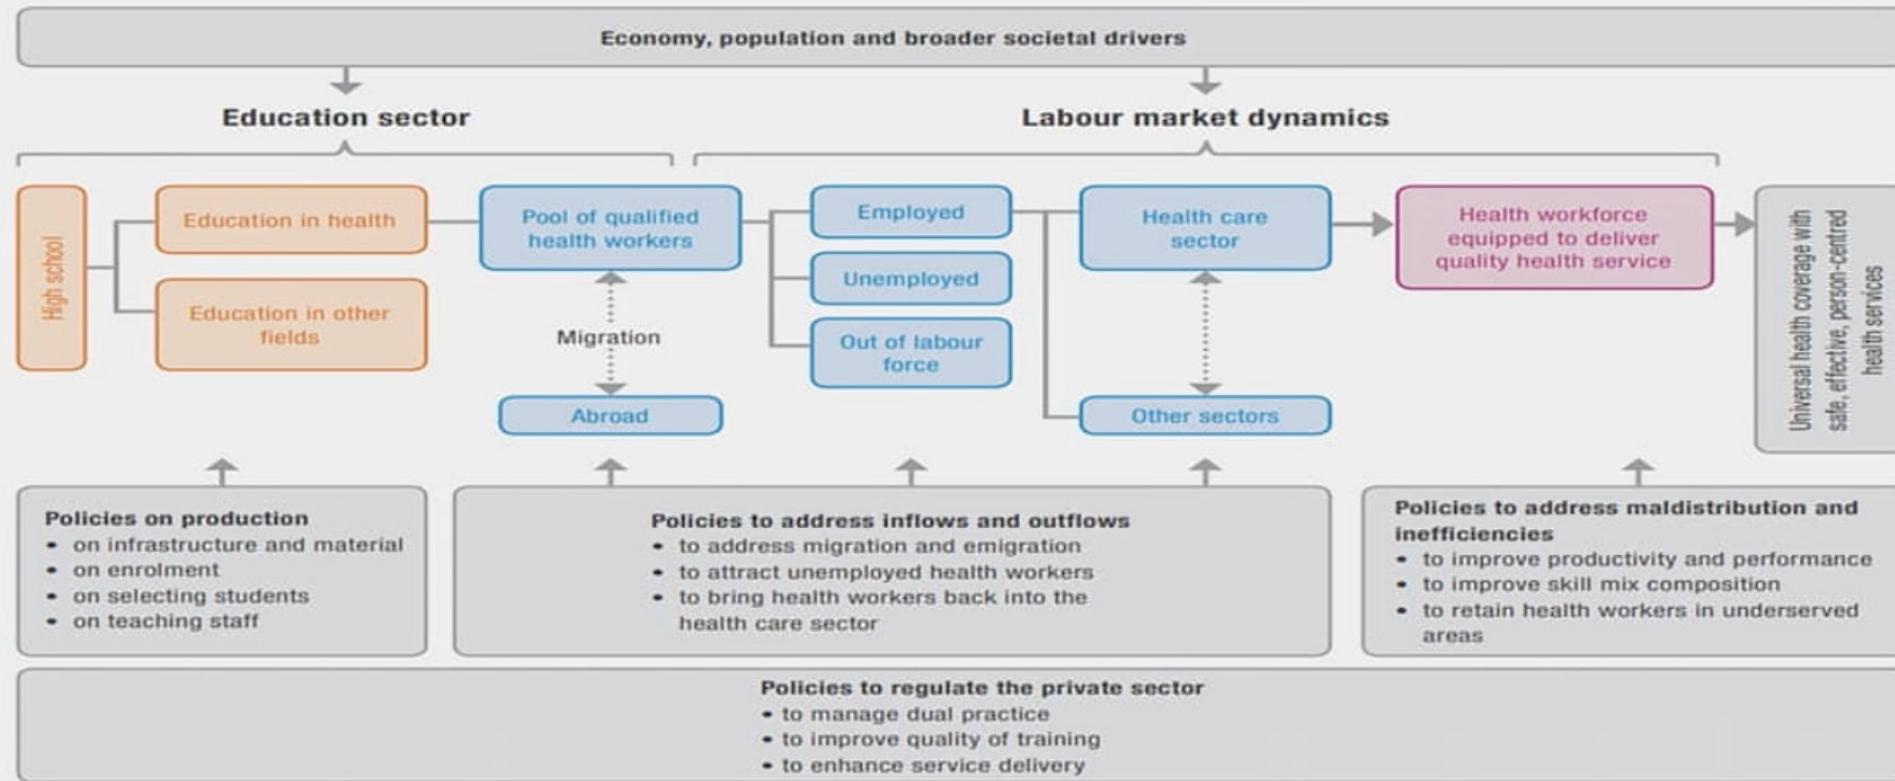 Economy, population and broader societal drivers
Education sector
Labour market dynamics
High school
Education in health
Education in other
fields
Pool of qualified
health workers
Migration
Abroad
Employed
Unemployed
Out of labour
force
Health care
sector
Other sectors
Health workforce
equipped to deliver
quality health service
Universal health coverage with
safe, effective, person-centred
health services
Policies on production
• on infrastructure and material
• on enrolment
• on selecting students
• on teaching staff
Policies to address inflows and outflows
• to address migration and emigration
• to attract unemployed health workers
• to bring health workers back into the
health care sector
Policies to address maldistribution and
inefficiencies
• to improve productivity and performance
• to improve skill mix composition
• to retain health workers in underserved
areas
Policies to regulate the private sector
• to manage dual practice
• to improve quality of training
• to enhance service delivery